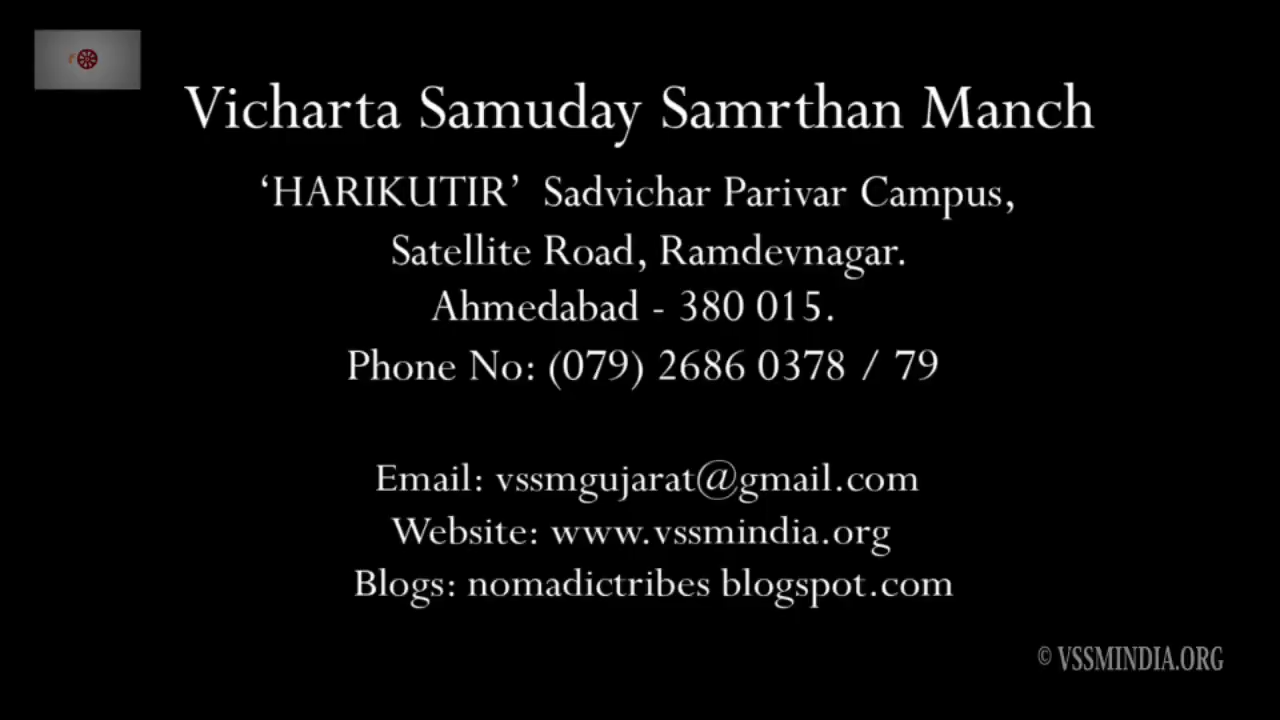 Vicharta Samuday Samrthan Manch
‘HARIKUTIR’ Sadvichar Parivar Campus,
Satellite Road, Ramdevnagar.
Ahmedabad - 380 015.
Phone No: (079) 2686 0378 / 79
Email: vssmgujarat@gmail.com
Website: www.vssmindia.org
Blogs: nomadictribes blogspot.com
© VSSMINDIA.ORG